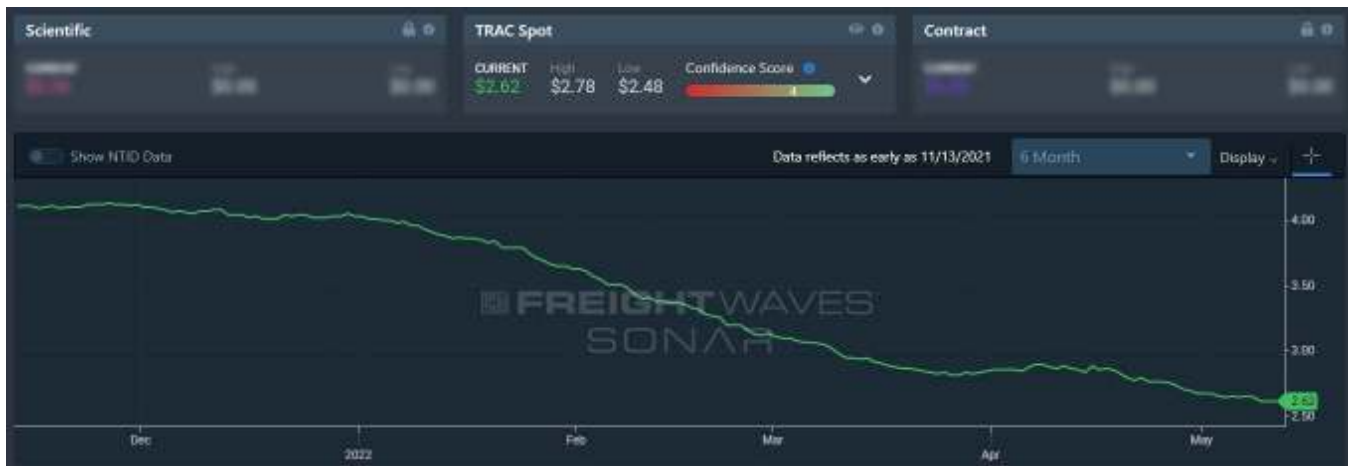 Scientific
TRAC Spot
Contract
CURRENT High Low Confidence Score
$2.62 $2.78 $2.48
4
Show NTID Data
Data reflects as early as 11/13/2021
6 Month
Display
4.00
3.50
FREIGHTWAVES
SONAR
3.00
2.62
2.50
Dec
2022
Feb
Mar
Apr
May